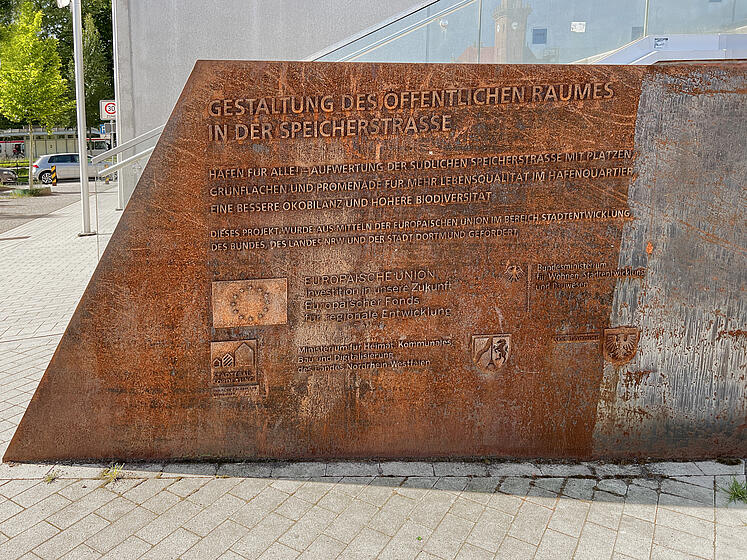 30
GESTALTUNG DES ÖFFENTLICHEN RAUMES
IN DER SPEICHERSTRASSE
HAFEN FÜR ALLE! – AUFWERTUNG DER SÜDLICHEN SPEICHERSTRASSE MIT PLÄTZEN,
GRÜNFLÄCHEN UND PROMENADE FÜR MEHR LEBENSQUALITÄT IM HAFENQUARTIER,
EINE BESSERE ÖKOBILANZ UND HÖHERE BIODIVERSITÄT
DIESES PROJEKT WURDE AUS MITTELN DER EUROPÄISCHEN UNION IM BEREICH STADTENTWICKLUNG
DES BUNDES, DES LANDES NRW UND DER STADT DORTMUND GEFÖRDERT.
EUROPÄISCHE UNION
Investition in unsere Zukunft
Europäischer Fonds
für regionale Entwicklung
Bundesministerium
für Wohnen, Stadtentwicklung
und Bauwesen
Ministerium für Heimat, Kommunales,
Bau und Digitalisierung
des Landes Nordrhein-Westfalen